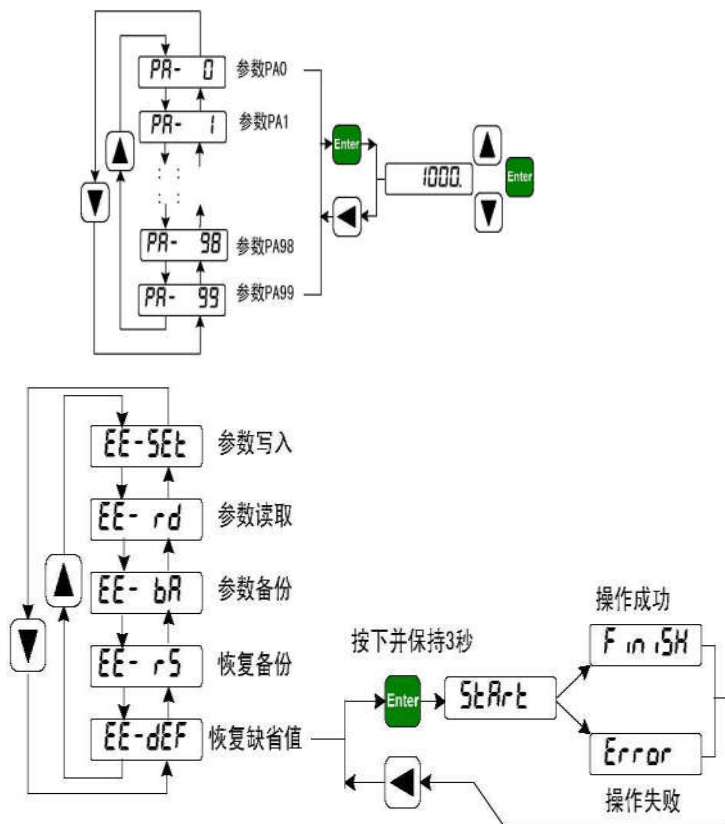 PA- 0 参数PA0
PA- 1 参数PA1
Enter
1000.
Enter
PA- 98 参数PA98
PA- 99 参数PA99
EE-SEt 参数写入
EE- rd 参数读取
EE- bA 参数备份
EE- rS 恢复备份
EE-dEF 恢复缺省值
按下并保持3秒
Enter
StArt
操作成功
FiniSH
Error
操作失败